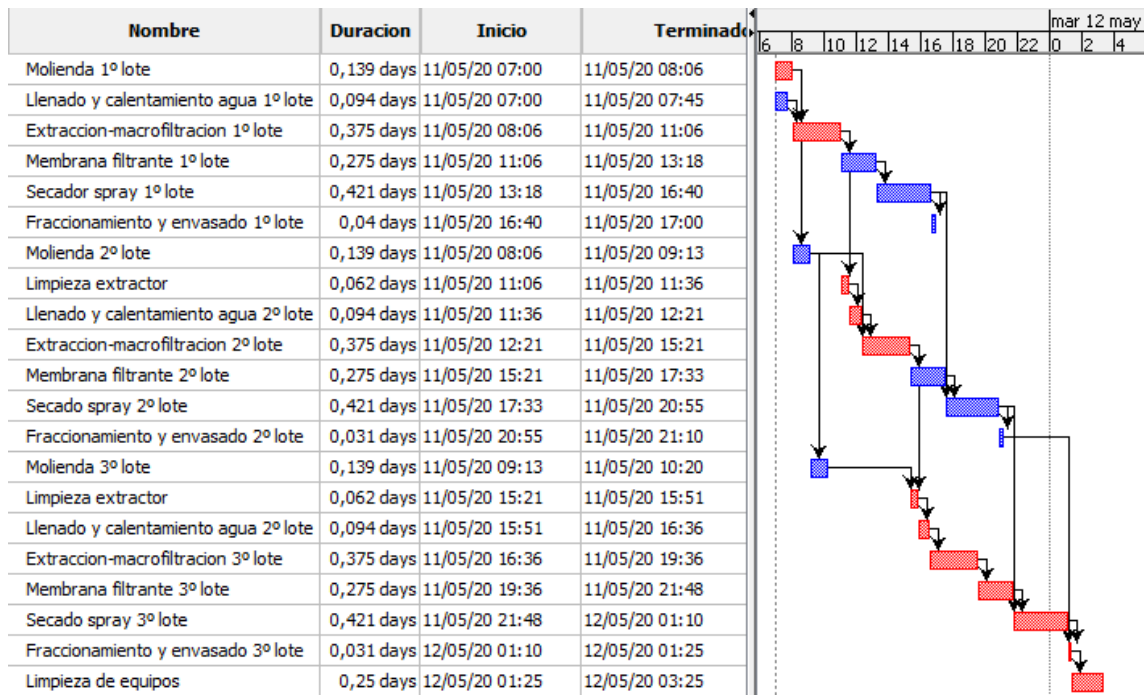 Nombre Duracion Inicio Terminado mar 12 may
6 8 10 12 14 16 18 20 22 0 2 4
Molienda 1º lote 0,139 days 11/05/20 07:00 11/05/20 08:06
Llenado y calentamiento agua 1º lote 0,094 days 11/05/20 07:00 11/05/20 07:45
Extraccion-macrofiltracion 1º lote 0,375 days 11/05/20 08:06 11/05/20 11:06
Membrana filtrante 1º lote 0,275 days 11/05/20 11:06 11/05/20 13:18
Secador spray 1º lote 0,421 days 11/05/20 13:18 11/05/20 16:40
Fraccionamiento y envasado 1º lote 0,04 days 11/05/20 16:40 11/05/20 17:00
Molienda 2º lote 0,139 days 11/05/20 08:06 11/05/20 09:13
Limpieza extractor 0,062 days 11/05/20 11:06 11/05/20 11:36
Llenado y calentamiento agua 2º lote 0,094 days 11/05/20 11:36 11/05/20 12:21
Extraccion-macrofiltracion 2º lote 0,375 days 11/05/20 12:21 11/05/20 15:21
Membrana filtrante 2º lote 0,275 days 11/05/20 15:21 11/05/20 17:33
Secado spray 2º lote 0,421 days 11/05/20 17:33 11/05/20 20:55
Fraccionamiento y envasado 2º lote 0,031 days 11/05/20 20:55 11/05/20 21:10
Molienda 3º lote 0,139 days 11/05/20 09:13 11/05/20 10:20
Limpieza extractor 0,062 days 11/05/20 15:21 11/05/20 15:51
Llenado y calentamiento agua 2º lote 0,094 days 11/05/20 15:51 11/05/20 16:36
Extraccion-macrofiltracion 3º lote 0,375 days 11/05/20 16:36 11/05/20 19:36
Membrana filtrante 3º lote 0,275 days 11/05/20 19:36 11/05/20 21:48
Secado spray 3º lote 0,421 days 11/05/20 21:48 12/05/20 01:10
Fraccionamiento y envasado 3º lote 0,031 days 12/05/20 01:10 12/05/20 01:25
Limpieza de equipos 0,25 days 12/05/20 01:25 12/05/20 03:25